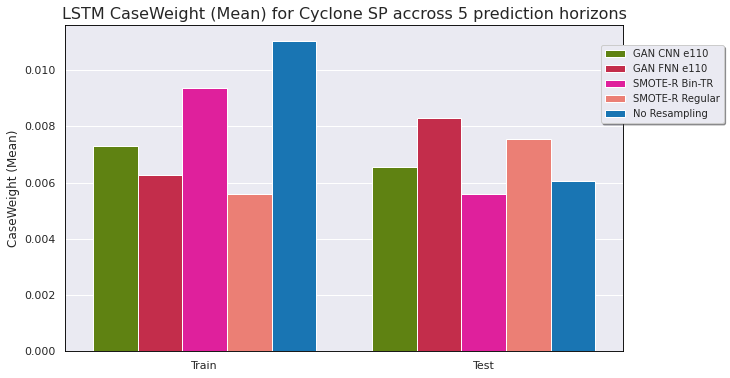 LSTM CaseWeight (Mean) for Cyclone SP accross 5 prediction horizons
GAN CNN e110
GAN FNN e110
SMOTE-R Bin-TR
SMOTE-R Regular
No Resampling
CaseWeight (Mean)
0.010
0.008
0.006
0.004
0.002
0.000
Train
Test